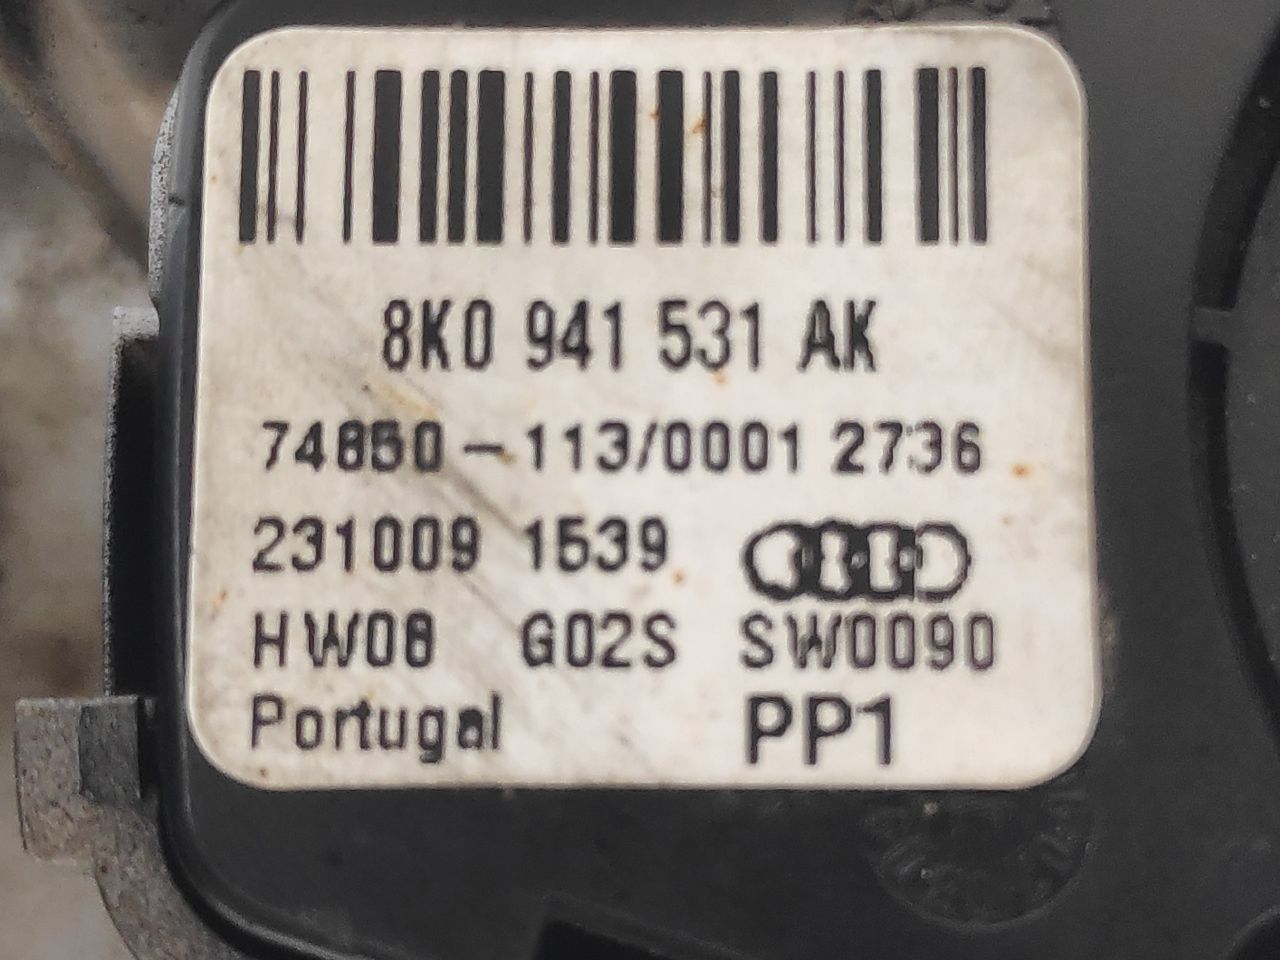 8K0 941 531 AK
74850-113/0001 2736
231009 1539
HW08 G02S SW0090
Portugal PP1